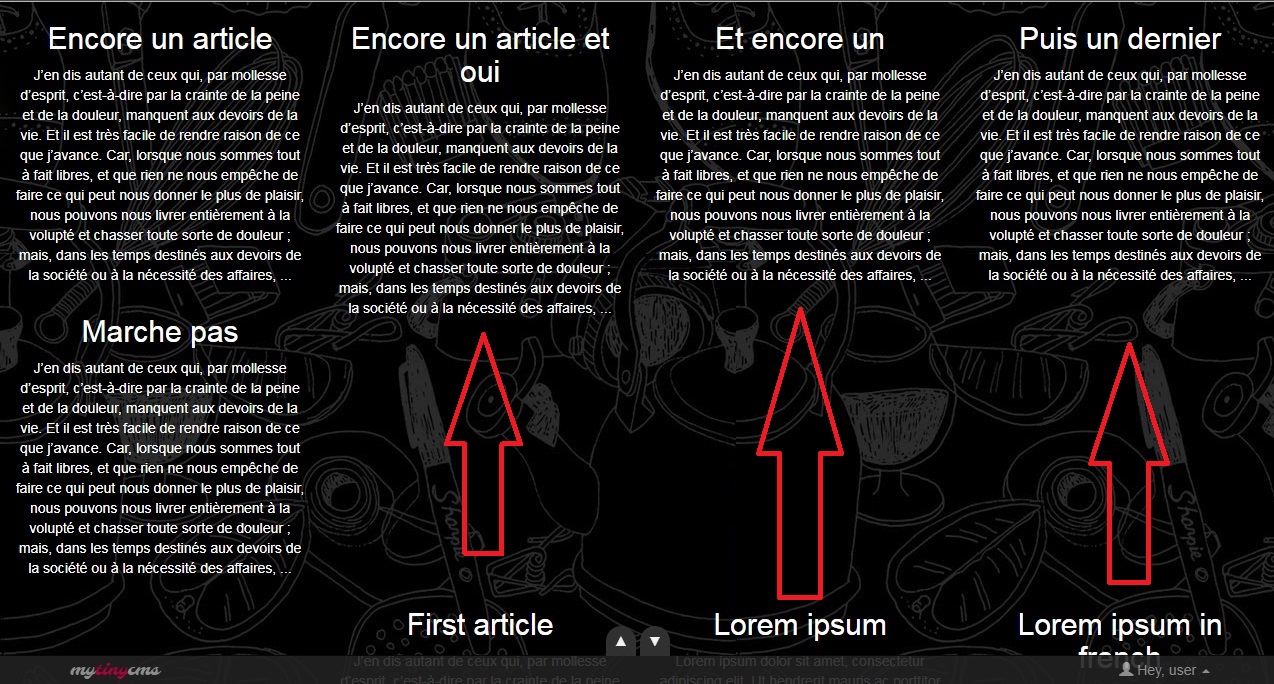 Encore un article
J’en dis autant de ceux qui, par mollesse
d’esprit, c’est-à-dire par la crainte de la peine
et de la douleur, manquent aux devoirs de la
vie. Et il est très facile de rendre raison de ce
que j’avance. Car, lorsque nous sommes tout
à fait libres, et que rien ne nous empêche de
faire ce qui peut nous donner le plus de plaisir,
nous pouvons nous livrer entièrement à la
volupté et chasser toute sorte de douleur ;
mais, dans les temps destinés aux devoirs de
la société ou à la nécessité des affaires, ...
Encore un article et
oui
J’en dis autant de ceux qui, par mollesse
d’esprit, c’est-à-dire par la crainte de la peine
et de la douleur, manquent aux devoirs de la
vie. Et il est très facile de rendre raison de ce
que j’avance. Car, lorsque nous sommes tout
à fait libres, et que rien ne nous empêche de
faire ce qui peut nous donner le plus de plaisir,
nous pouvons nous livrer entièrement à la
volupté et chasser toute sorte de douleur ;
mais, dans les temps destinés aux devoirs de
la société ou à la nécessité des affaires, ...
Et encore un
J’en dis autant de ceux qui, par mollesse
d’esprit, c’est-à-dire par la crainte de la peine
et de la douleur, manquent aux devoirs de la
vie. Et il est très facile de rendre raison de ce
que j’avance. Car, lorsque nous sommes tout
à fait libres, et que rien ne nous empêche de
faire ce qui peut nous donner le plus de plaisir,
nous pouvons nous livrer entièrement à la
volupté et chasser toute sorte de douleur ;
mais, dans les temps destinés aux devoirs de
la société ou à la nécessité des affaires, ...
Puis un dernier
J’en dis autant de ceux qui, par mollesse
d’esprit, c’est-à-dire par la crainte de la peine
et de la douleur, manquent aux devoirs de la
vie. Et il est très facile de rendre raison de ce
que j’avance. Car, lorsque nous sommes tout
à fait libres, et que rien ne nous empêche de
faire ce qui peut nous donner le plus de plaisir,
nous pouvons nous livrer entièrement à la
volupté et chasser toute sorte de douleur ;
mais, dans les temps destinés aux devoirs de
la société ou à la nécessité des affaires, ...
Marche pas
J’en dis autant de ceux qui, par mollesse
d’esprit, c’est-à-dire par la crainte de la peine
et de la douleur, manquent aux devoirs de la
vie. Et il est très facile de rendre raison de ce
que j’avance. Car, lorsque nous sommes tout
à fait libres, et que rien ne nous empêche de
faire ce qui peut nous donner le plus de plaisir,
nous pouvons nous livrer entièrement à la
volupté et chasser toute sorte de douleur ;
mais, dans les temps destinés aux devoirs de
la société ou à la nécessité des affaires, ...
Sharpie
Sharpie
First article
J’en dis autant de ceux qui, par mollesse
d’esprit, c’est-à-dire par la crainte de la peine
Lorem ipsum
Lorem ipsum dolor sit amet, consectetur
adipiscing elit. Ut hendrerit mauris ac porttitor
Lorem ipsum in
french
mytinycms
Hey, user